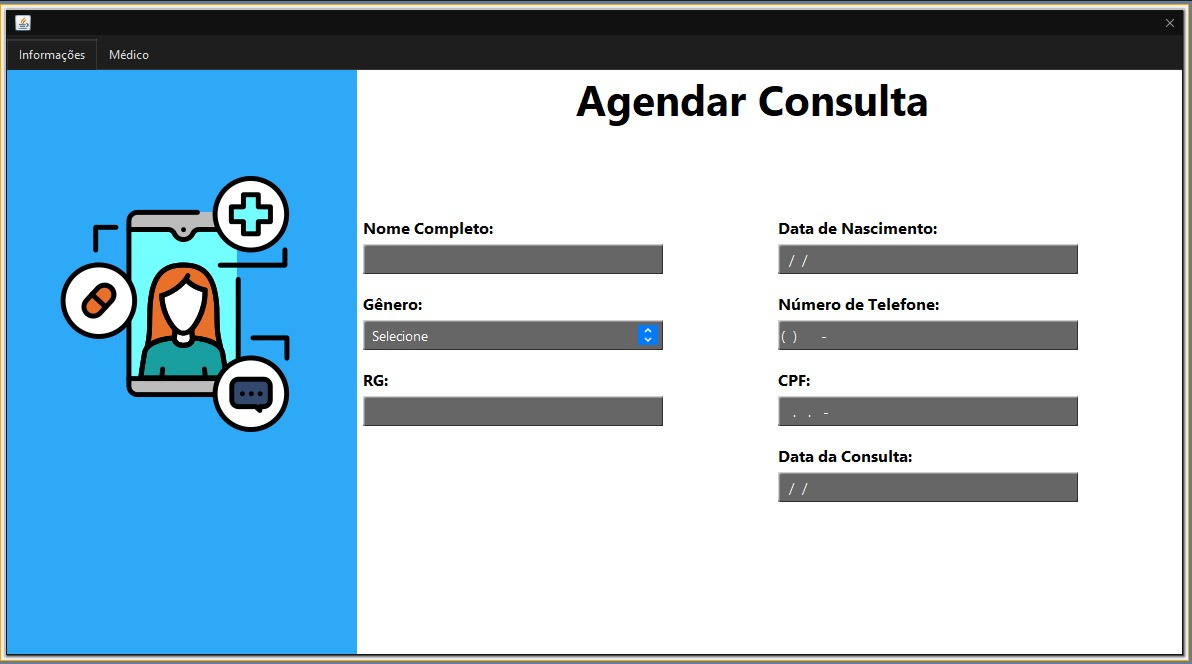 Informações Médico
Agendar Consulta
Nome Completo: Data de Nascimento:
/ /
Gênero: Número de Telefone:
Selecione ( ) -
RG: CPF:
. . -
Data da Consulta:
/ /